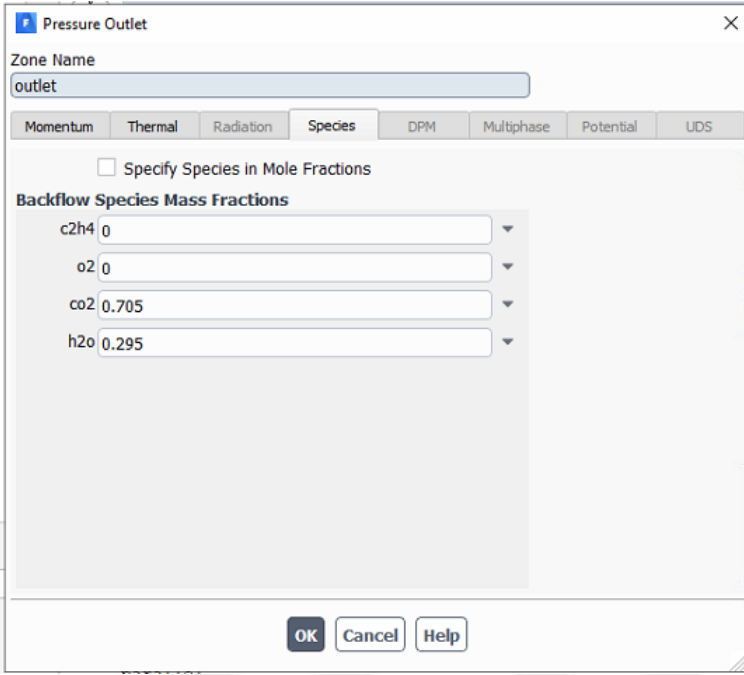 F Pressure Outlet
Zone Name
outlet
Momentum Thermal Radiation Species DPM Multiphase Potential UDS
Specify Species in Mole Fractions
Backflow Species Mass Fractions
c2h4 0
o2 0
co2 0.705
h2o 0.295
OK Cancel Help